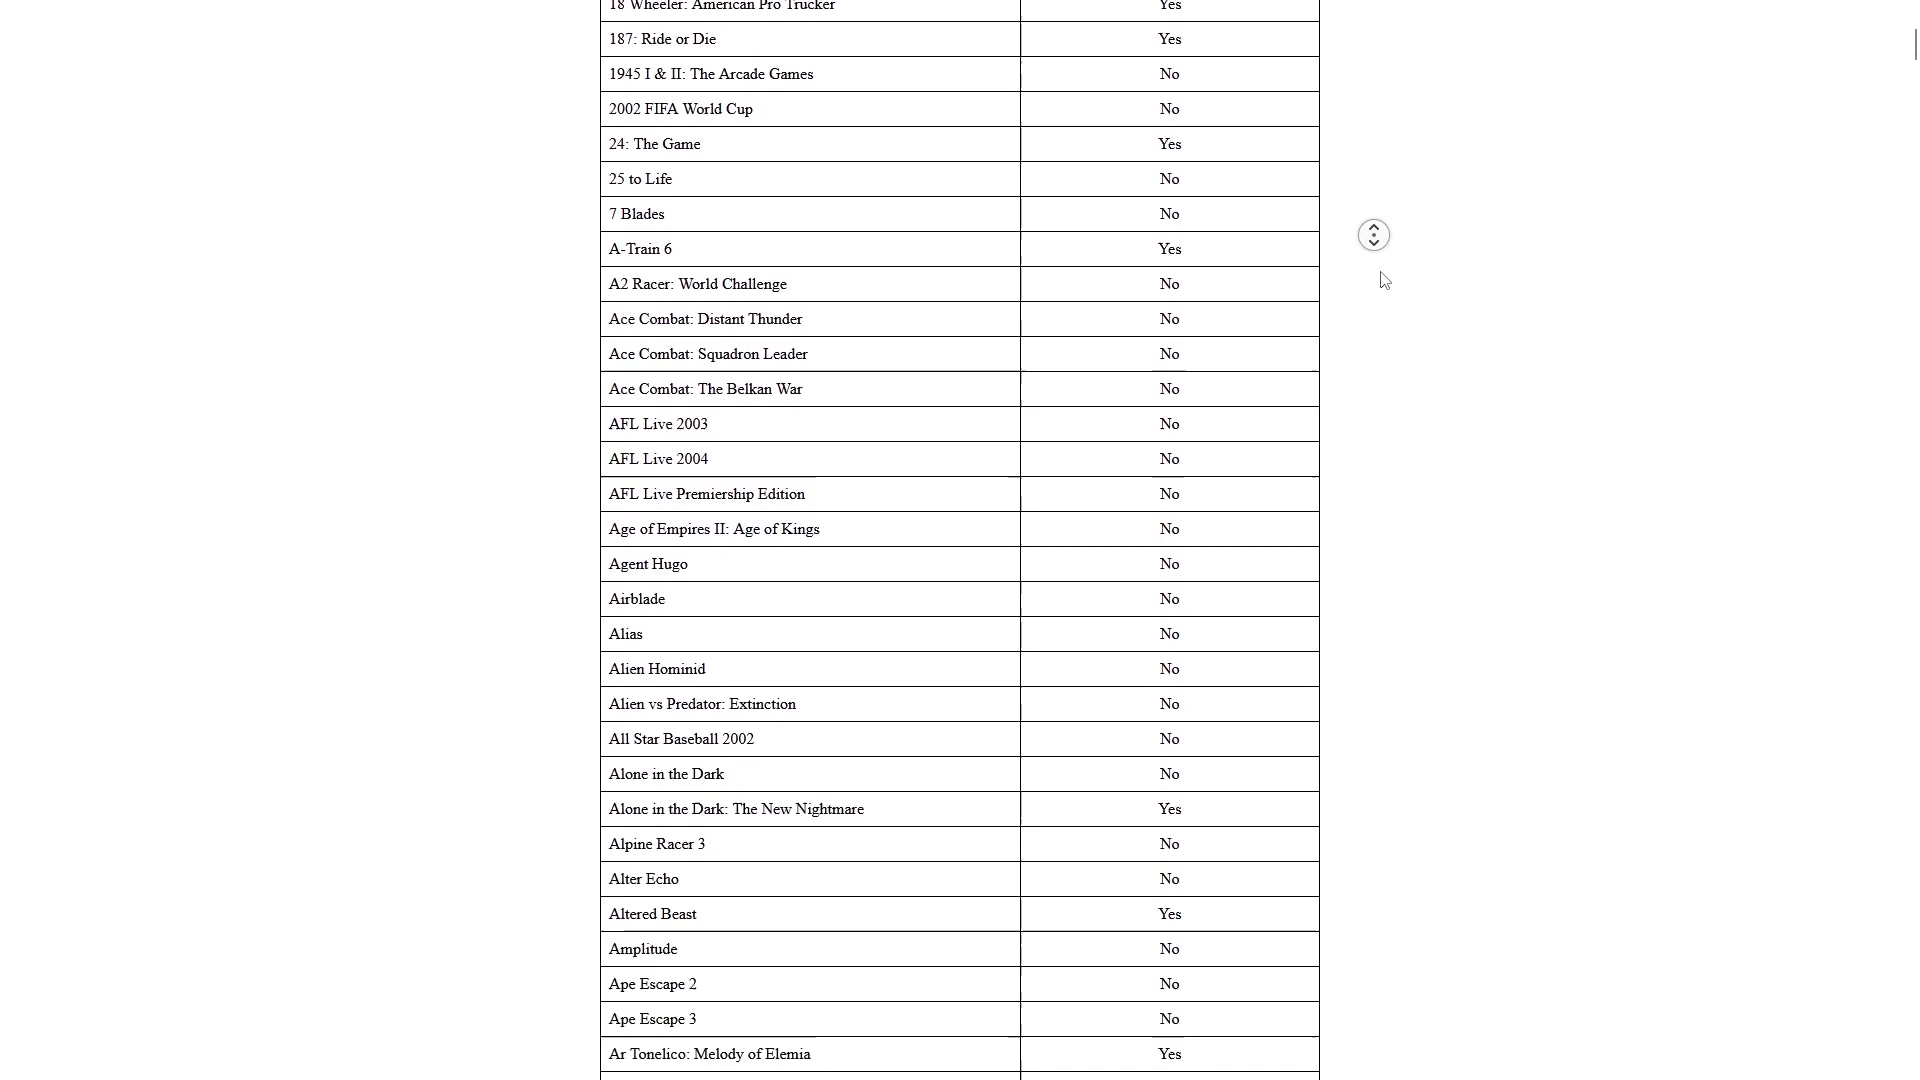 18 Wheeler: American Pro Trucker Yes
187: Ride or Die Yes
1945 I & II: The Arcade Games No
2002 FIFA World Cup No
24: The Game Yes
25 to Life No
7 Blades No
A-Train 6 Yes
A2 Racer: World Challenge No
Ace Combat: Distant Thunder No
Ace Combat: Squadron Leader No
Ace Combat: The Belkan War No
AFL Live 2003 No
AFL Live 2004 No
AFL Live Premiership Edition No
Age of Empires II: Age of Kings No
Agent Hugo No
Airblade No
Alias No
Alien Hominid No
Alien vs Predator: Extinction No
All Star Baseball 2002 No
Alone in the Dark No
Alone in the Dark: The New Nightmare Yes
Alpine Racer 3 No
Alter Echo No
Altered Beast Yes
Amplitude No
Ape Escape 2 No
Ape Escape 3 No
Ar Tonelico: Melody of Elemia Yes